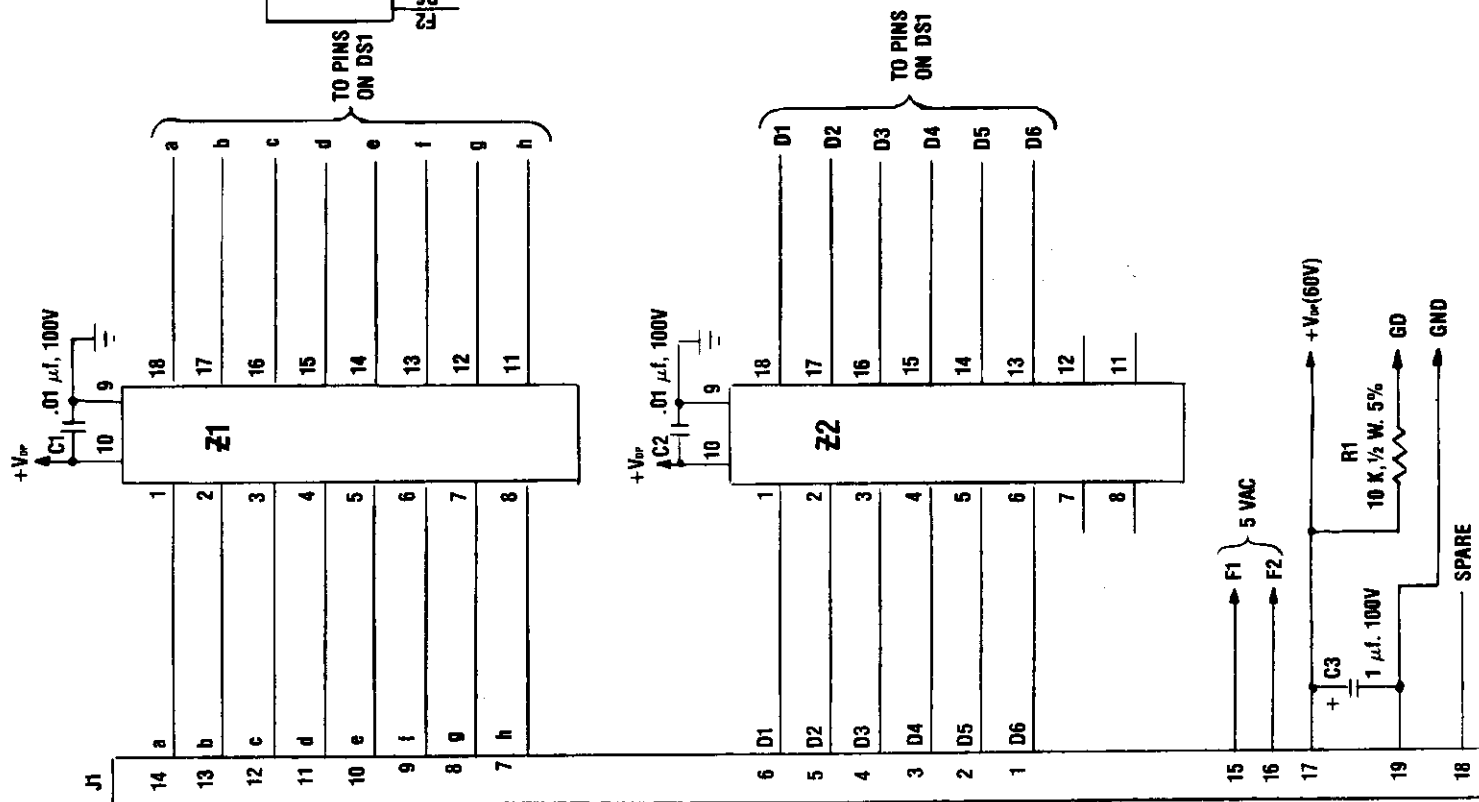 J1
14 a
13 b
12 c
11 d
10 e
9 f
8 g
7 h
6 D1
5 D2
4 D3
3 D4
2 D5
1 D6
15 F1
16 F2
5 VAC
17 +VDP(60V)
19
18 SPARE
+ C3
1 μf. 100V
R1
10 K, ½ W. 5%
GD
GND
+VDP
C1 .01 μf, 100V
10 9
Z1
1 18 a
2 17 b
3 16 c
4 15 d
5 14 e
6 13 f
7 12 g
8 11 h
TO PINS
ON DS1
+VDP
C2 .01 μf, 100V
10 9
Z2
1 18 D1
2 17 D2
3 16 D3
4 15 D4
5 14 D5
6 13 D6
7 12
8 11
TO PINS
ON DS1
F2